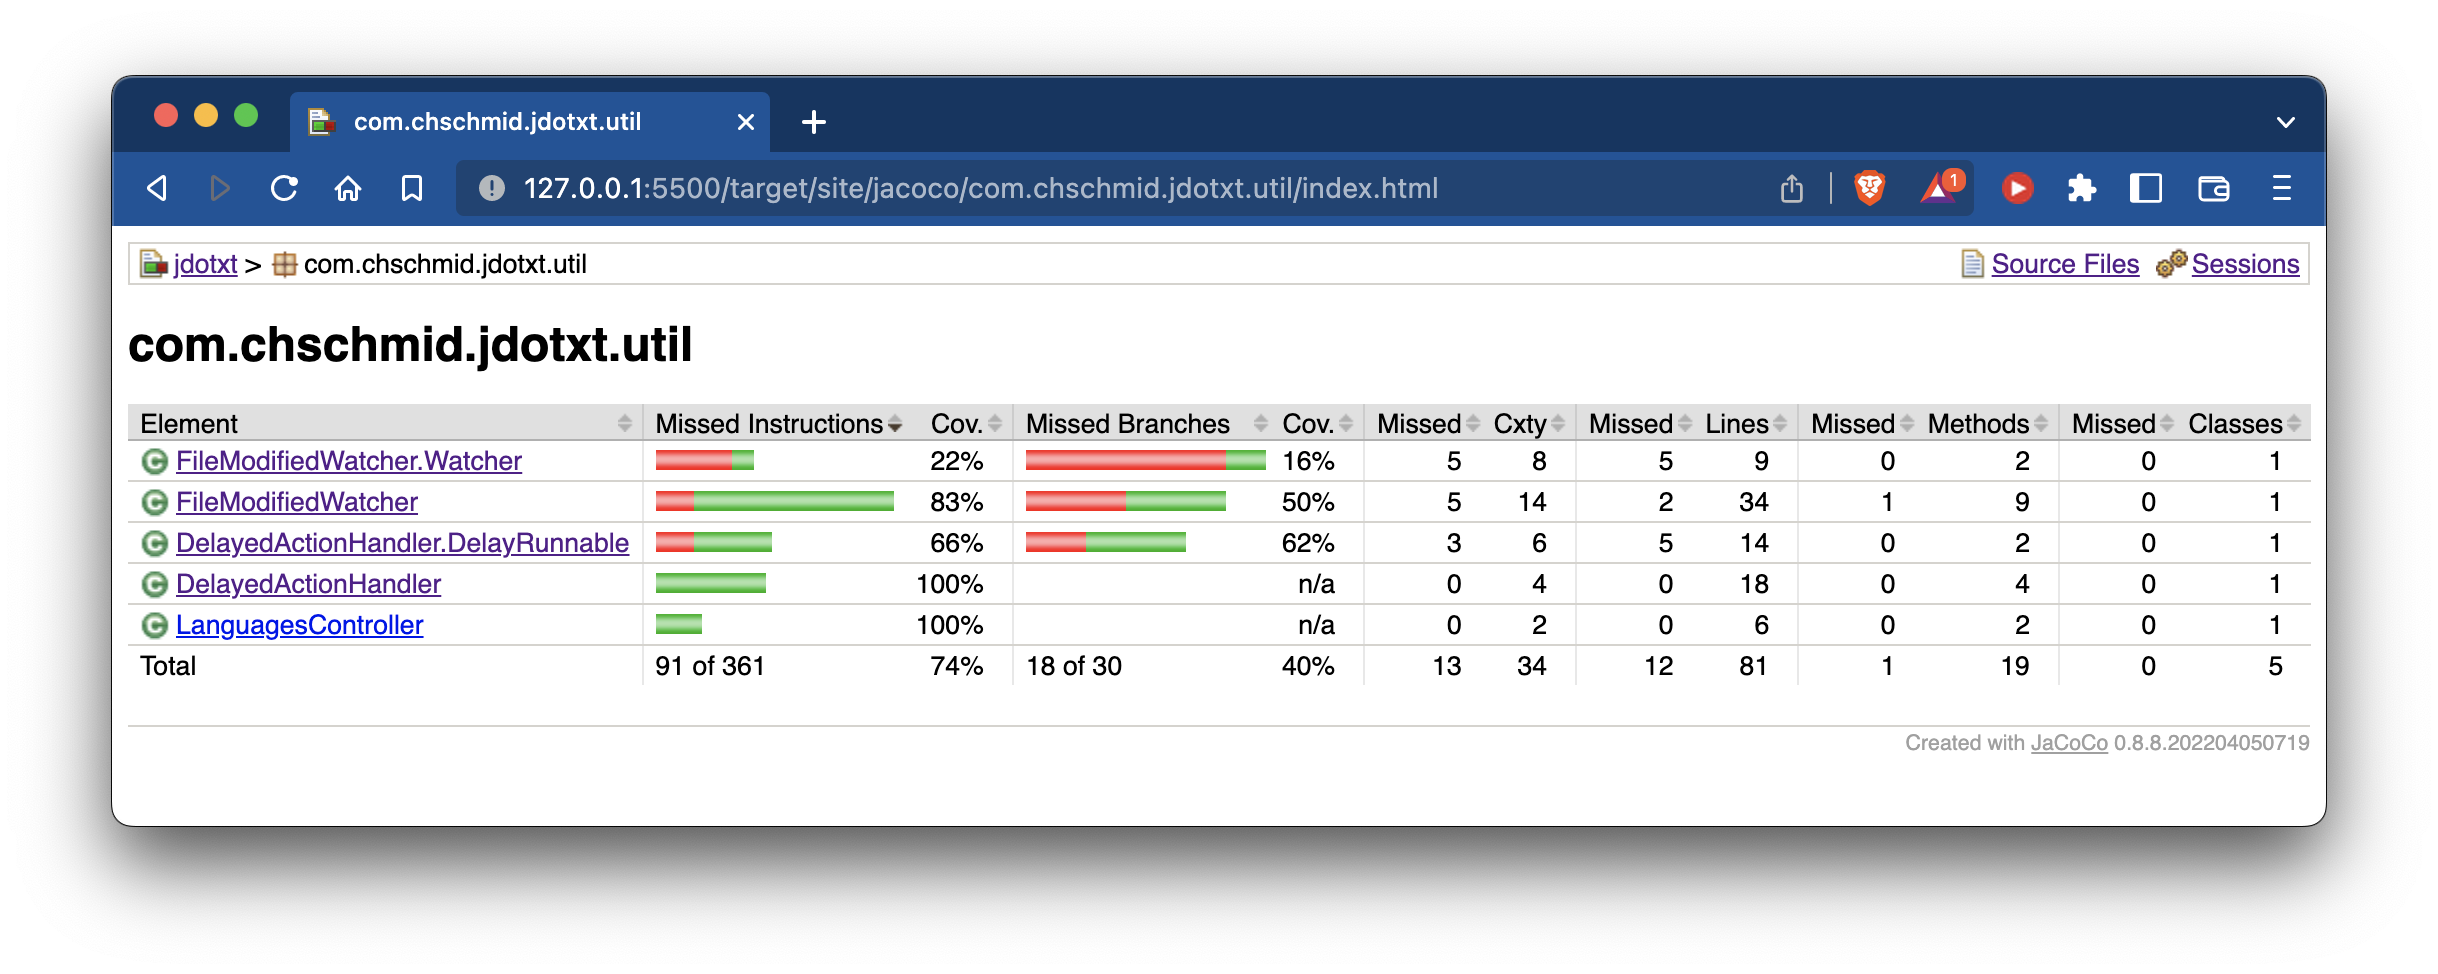 com.chschmid.jdotxt.util
127.0.0.1:5500/target/site/jacoco/com.chschmid.jdotxt.util/index.html 1
jdotxt > com.chschmid.jdotxt.util Source Files Sessions
com.chschmid.jdotxt.util
Element Missed Instructions Cov. Missed Branches Cov. Missed Cxty Missed Lines Missed Methods Missed Classes
FileModifiedWatcher.Watcher 22% 16% 5 8 5 9 0 2 0 1
FileModifiedWatcher 83% 50% 5 14 2 34 1 9 0 1
DelayedActionHandler.DelayRunnable 66% 62% 3 6 5 14 0 2 0 1
DelayedActionHandler 100% n/a 0 4 0 18 0 4 0 1
LanguagesController 100% n/a 0 2 0 6 0 2 0 1
Total 91 of 361 74% 18 of 30 40% 13 34 12 81 1 19 0 5
Created with JaCoCo 0.8.8.202204050719